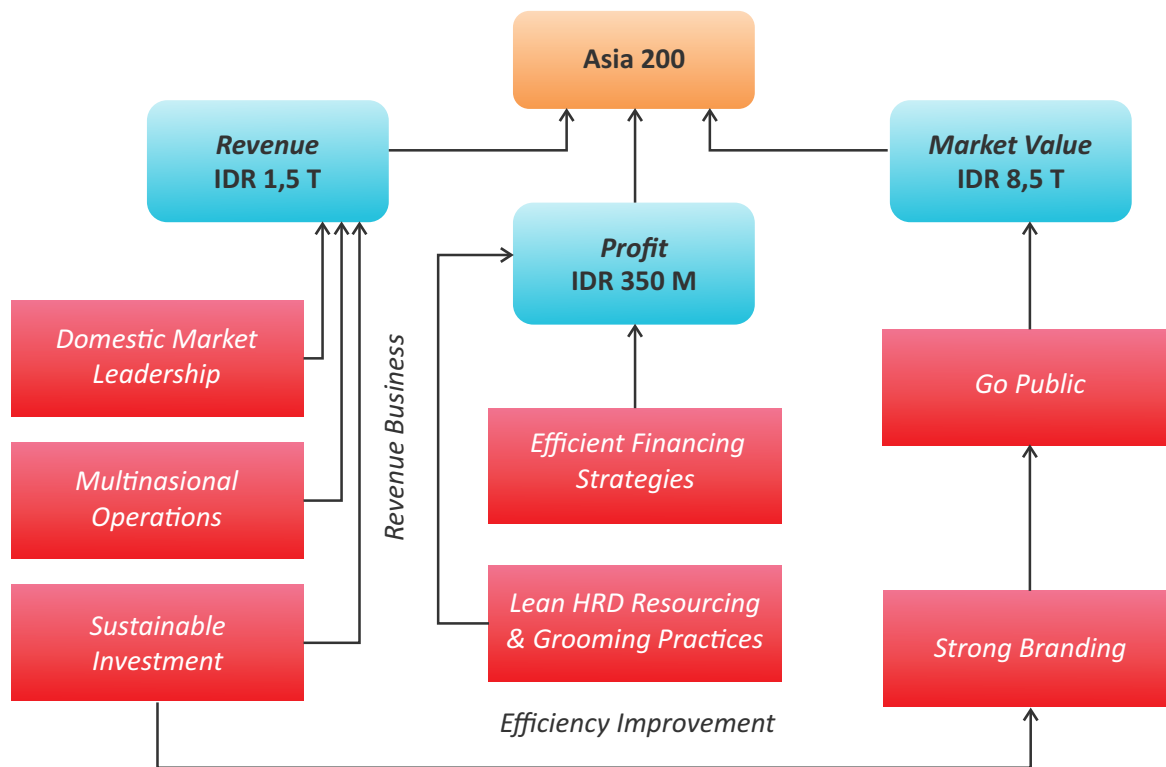 Asia 200
Revenue
IDR 1,5 T
Market Value
IDR 8,5 T
Profit
IDR 350 M
Domestic Market
Leadership
Multinasional
Operations
Sustainable
Investment
Revenue Business
Efficient Financing
Strategies
Lean HRD Resourcing
& Grooming Practices
Go Public
Strong Branding
Efficiency Improvement